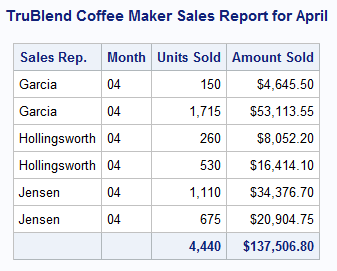 TruBlend Coffee Maker Sales Report for April
Sales Rep. Month Units Sold Amount Sold
Garcia 04 150 $4,645.50
Garcia 04 1,715 $53,113.55
Hollingsworth 04 260 $8,052.20
Hollingsworth 04 530 $16,414.10
Jensen 04 1,110 $34,376.70
Jensen 04 675 $20,904.75
4,440 $137,506.80